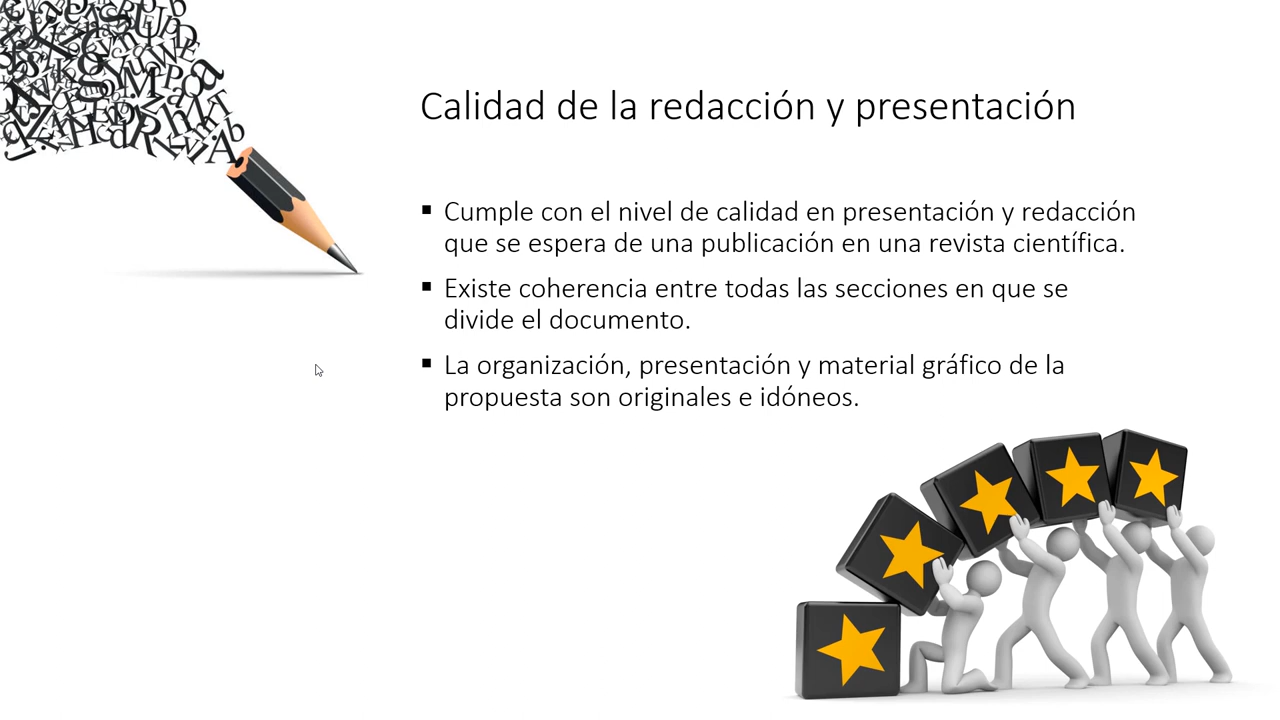 Calidad de la redacción y presentación
▪ Cumple con el nivel de calidad en presentación y redacción
que se espera de una publicación en una revista científica.
▪ Existe coherencia entre todas las secciones en que se
divide el documento.
▪ La organización, presentación y material gráfico de la
propuesta son originales e idóneos.